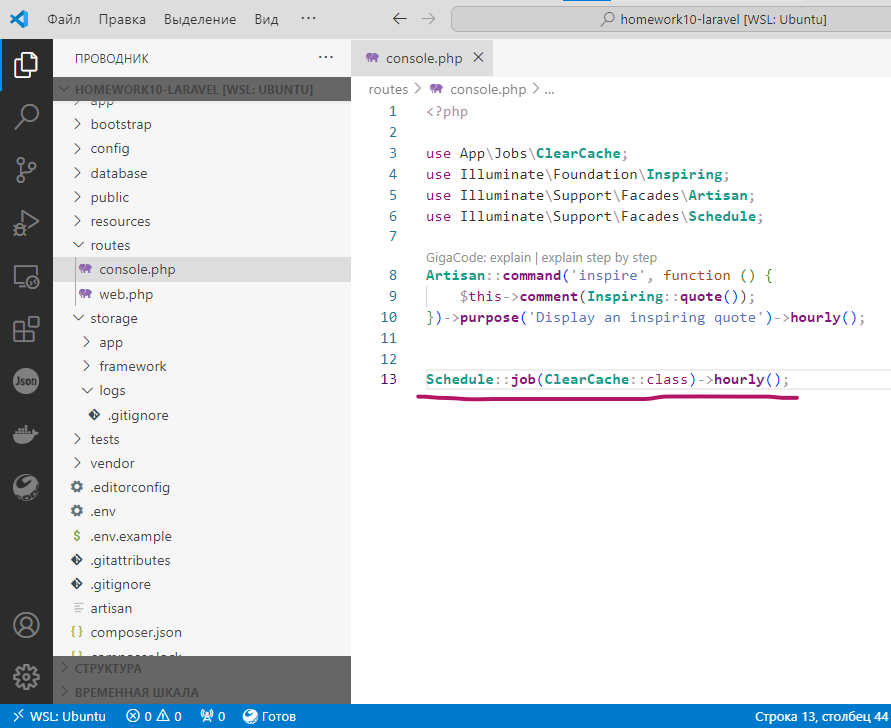 Файл Правка Выделение Вид ··· homework10-laravel [WSL: Ubuntu]
ПРОВОДНИК ···
HOMEWORK10-LARAVEL [WSL: UBUNTU]
app
bootstrap
config
database
public
resources
routes
console.php
web.php
storage
app
framework
logs
.gitignore
tests
vendor
.editorconfig
.env
.env.example
.gitattributes
.gitignore
artisan
composer.json
composer.lock
СТРУКТУРА
ВРЕМЕННАЯ ШКАЛА
Json
console.php
routes > console.php > ...
1 <?php
2
3 use App\Jobs\ClearCache;
4 use Illuminate\Foundation\Inspiring;
5 use Illuminate\Support\Facades\Artisan;
6 use Illuminate\Support\Facades\Schedule;
7
GigaCode: explain | explain step by step
8 Artisan::command('inspire', function () {
9 $this->comment(Inspiring::quote());
10 })->purpose('Display an inspiring quote')->hourly();
11
12
13 Schedule::job(ClearCache::class)->hourly();
WSL: Ubuntu 0 0 0 Готов Строка 13, столбец 44